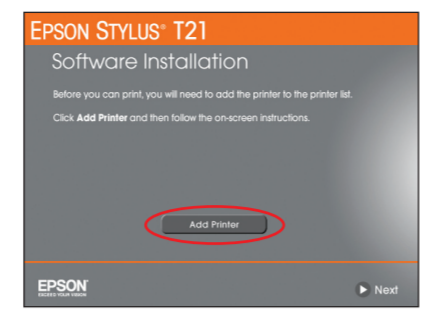 EPSON STYLUS® T21
Software Installation
Before you can print, you will need to add the printer to the printer list.
Click Add Printer and then follow the on-screen instructions.
Add Printer
EPSON®
EXCEED YOUR VISION
Next